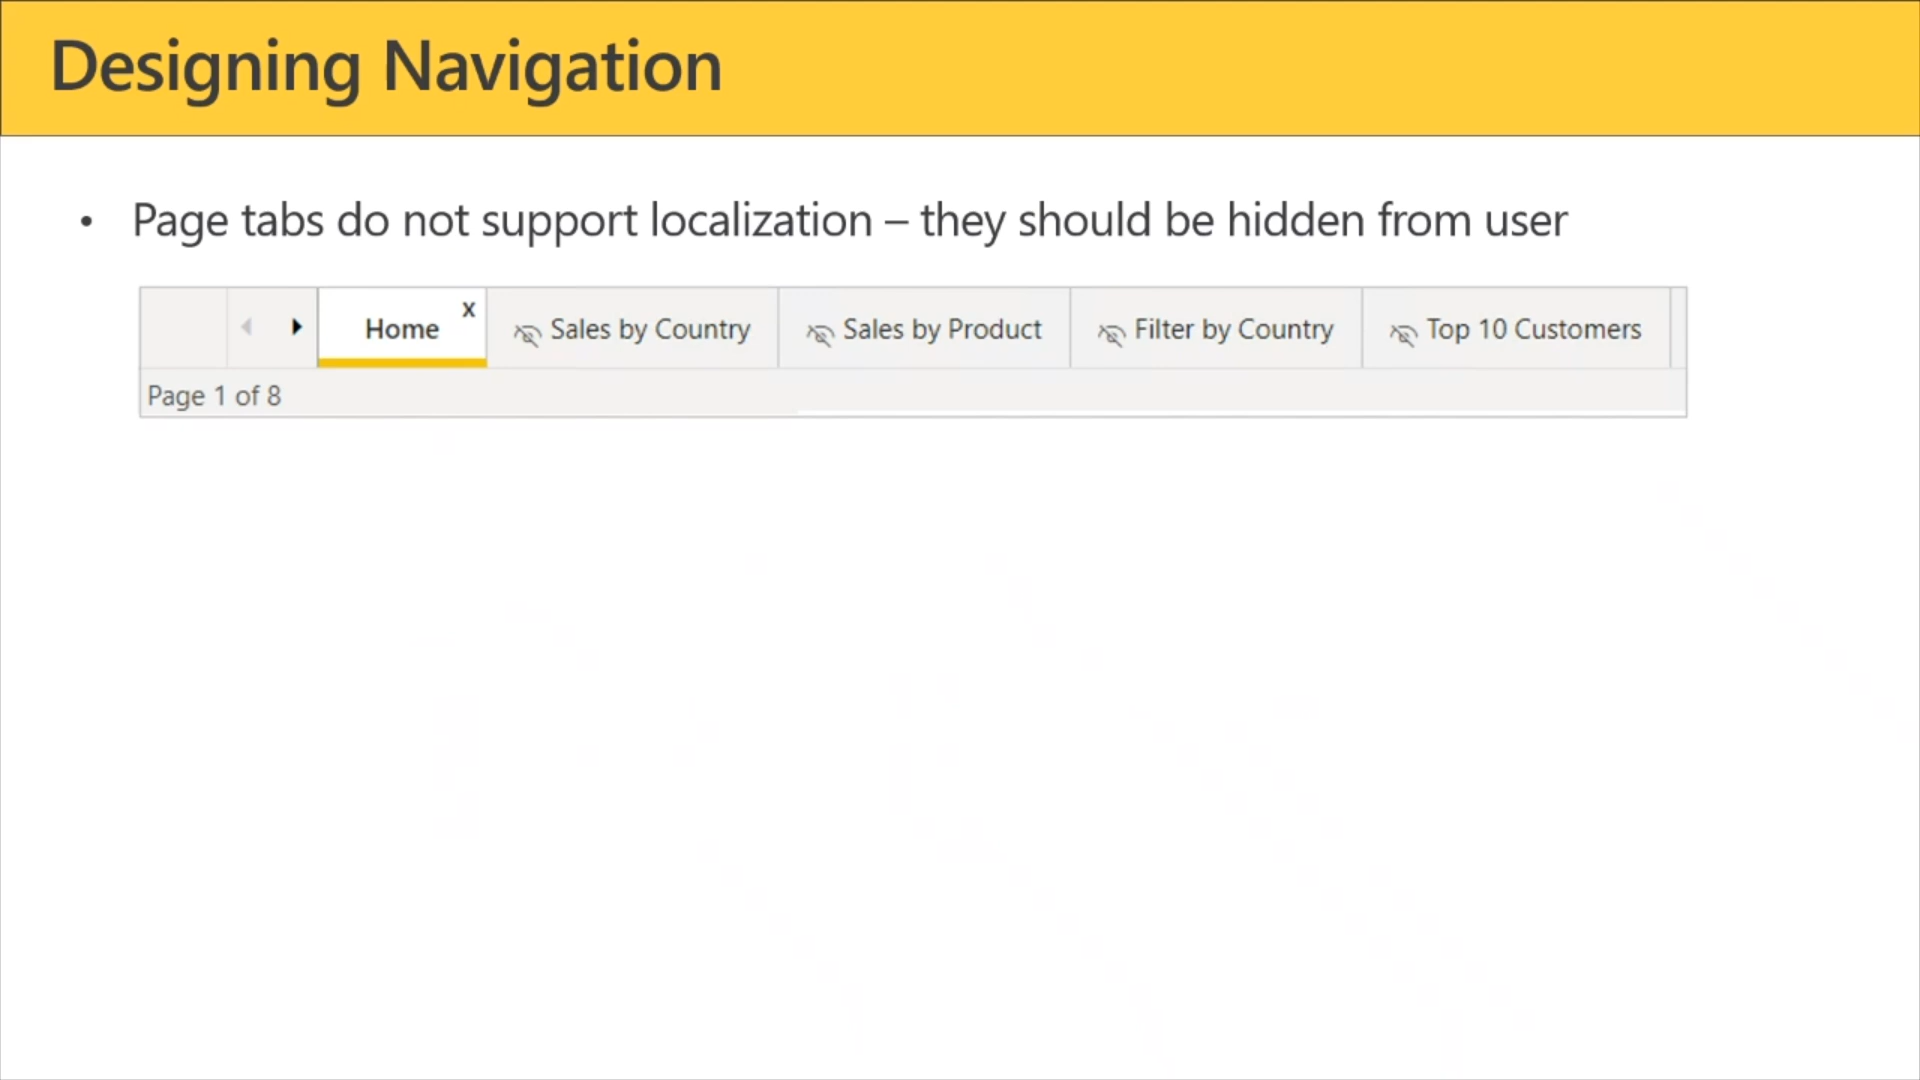 Designing Navigation
• Page tabs do not support localization – they should be hidden from user
Home x Sales by Country Sales by Product Filter by Country Top 10 Customers
Page 1 of 8